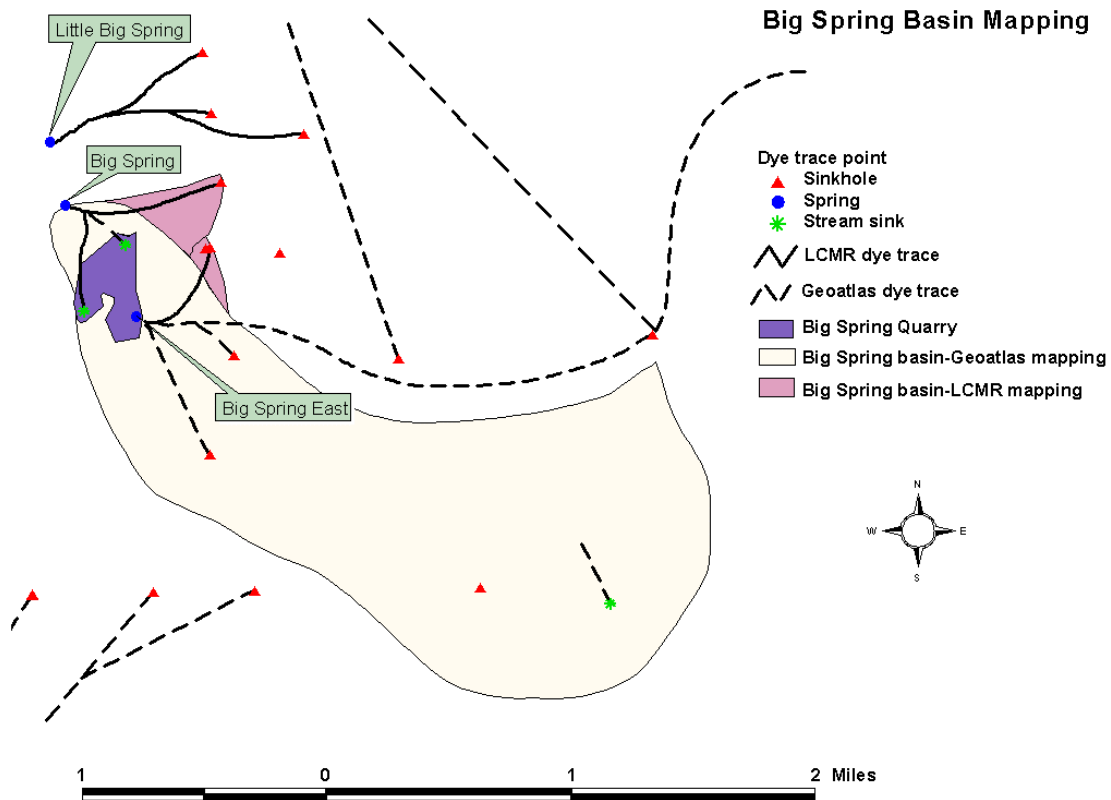 Big Spring Basin Mapping
Little Big Spring
Big Spring
Dye trace point
Sinkhole
Spring
Stream sink
LCMR dye trace
Geoatlas dye trace
Big Spring Quarry
Big Spring basin-Geoatlas mapping
Big Spring basin-LCMR mapping
Big Spring East
N
W E
S
1 0 1 2 Miles